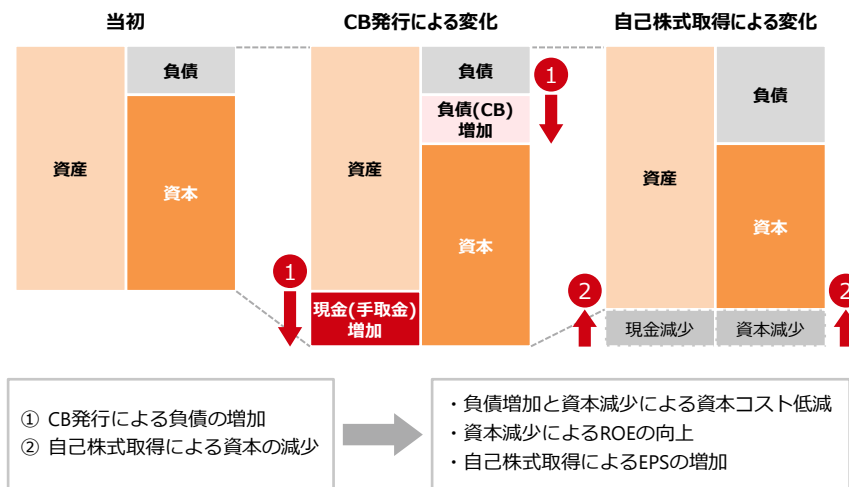 当初
CB発行による変化
自己株式取得による変化
資産
負債
資本
資産
負債
負債(CB)
増加
資本
現金(手取金)
増加
1
1
資産
負債
資本
現金減少
資本減少
2
2
① CB発行による負債の増加
② 自己株式取得による資本の減少
・負債増加と資本減少による資本コスト低減
・資本減少によるROEの向上
・自己株式取得によるEPSの増加